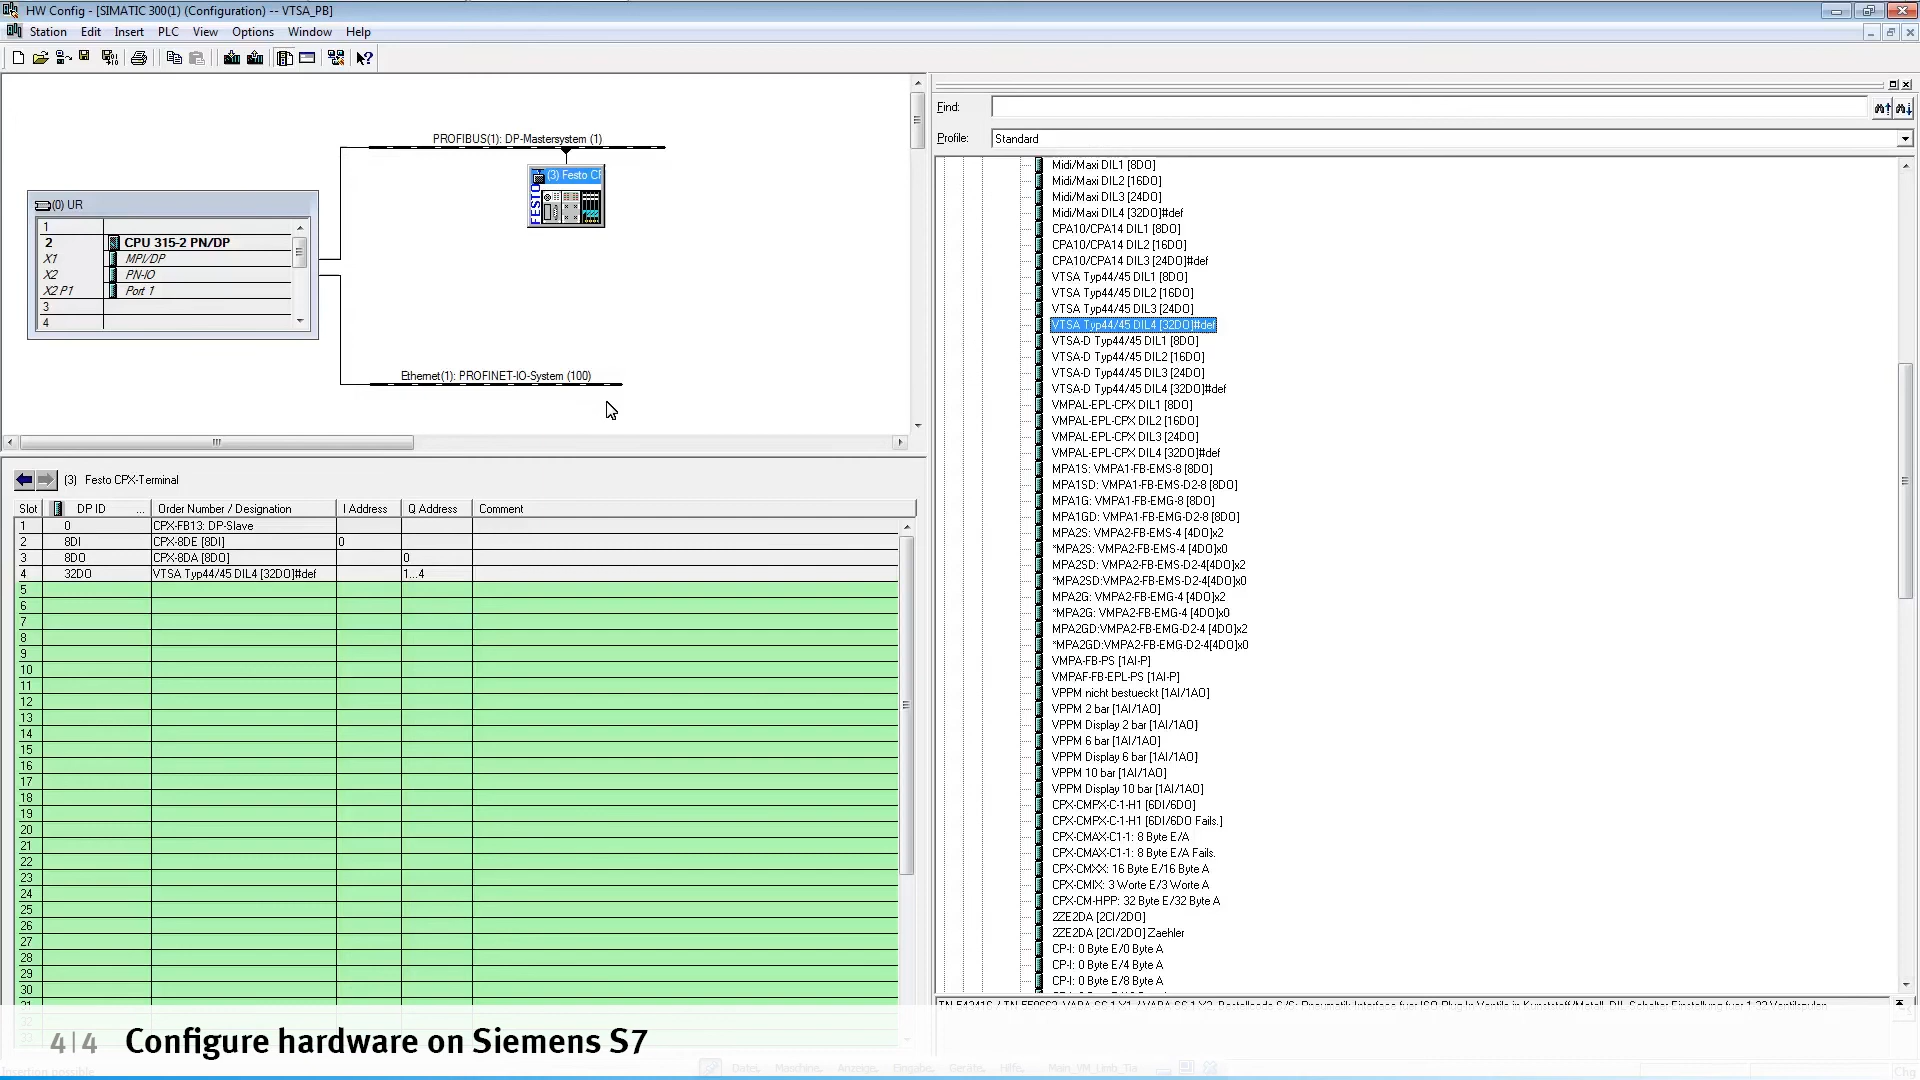 HW Config - [SIMATIC 300(1) (Configuration) -- VTSA_PB]
Station Edit Insert PLC View Options Window Help
PROFIBUS(1): DP-Mastersystem (1)
(3) Festo CF
FESTO
(0) UR
1
2 CPU 315-2 PN/DP
X1 MPI/DP
X2 PN-IO
X2 P1 Port 1
3
4
Ethernet(1): PROFINET-IO-System (100)
(3) Festo CPX-Terminal
Slot DP ID ... Order Number / Designation I Address Q Address Comment
1 0 CPX-FB13: DP-Slave
2 8DI CPX-8DE [8DI] 0
3 8DO CPX-8DA [8DO] 0
4 32DO VTSA Typ44/45 DIL4 [32DO]#def 1...4
5
6
7
8
9
10
11
12
13
14
15
16
17
18
19
20
21
22
23
24
25
26
27
28
29
30
Find:
Profile: Standard
Midi/Maxi DIL1 [8DO]
Midi/Maxi DIL2 [16DO]
Midi/Maxi DIL3 [24DO]
Midi/Maxi DIL4 [32DO]#def
CPA10/CPA14 DIL1 [8DO]
CPA10/CPA14 DIL2 [16DO]
CPA10/CPA14 DIL3 [24DO]#def
VTSA Typ44/45 DIL1 [8DO]
VTSA Typ44/45 DIL2 [16DO]
VTSA Typ44/45 DIL3 [24DO]
VTSA Typ44/45 DIL4 [32DO]#def
VTSA-D Typ44/45 DIL1 [8DO]
VTSA-D Typ44/45 DIL2 [16DO]
VTSA-D Typ44/45 DIL3 [24DO]
VTSA-D Typ44/45 DIL4 [32DO]#def
VMPAL-EPL-CPX DIL1 [8DO]
VMPAL-EPL-CPX DIL2 [16DO]
VMPAL-EPL-CPX DIL3 [24DO]
VMPAL-EPL-CPX DIL4 [32DO]#def
MPA1S: VMPA1-FB-EMS-8 [8DO]
MPA1SD: VMPA1-FB-EMS-D2-8 [8DO]
MPA1G: VMPA1-FB-EMG-8 [8DO]
MPA1GD: VMPA1-FB-EMG-D2-8 [8DO]
MPA2S: VMPA2-FB-EMS-4 [4DO]x2
*MPA2S: VMPA2-FB-EMS-4 [4DO]x0
MPA2SD: VMPA2-FB-EMS-D2-4[4DO]x2
*MPA2SD:VMPA2-FB-EMS-D2-4[4DO]x0
MPA2G: VMPA2-FB-EMG-4 [4DO]x2
*MPA2G: VMPA2-FB-EMG-4 [4DO]x0
MPA2GD:VMPA2-FB-EMG-D2-4 [4DO]x2
*MPA2GD:VMPA2-FB-EMG-D2-4[4DO]x0
VMPA-FB-PS [1AI-P]
VMPAF-FB-EPL-PS [1AI-P]
VPPM nicht bestueckt [1AI/1AO]
VPPM 2 bar [1AI/1AO]
VPPM Display 2 bar [1AI/1AO]
VPPM 6 bar [1AI/1AO]
VPPM Display 6 bar [1AI/1AO]
VPPM 10 bar [1AI/1AO]
VPPM Display 10 bar [1AI/1AO]
CPX-CMPX-C-1-H1 [6DI/6DO]
CPX-CMPX-C-1-H1 [6DI/6DO Fails.]
CPX-CMAX-C1-1: 8 Byte E/A
CPX-CMAX-C1-1: 8 Byte E/A Fails.
CPX-CMXX: 16 Byte E/16 Byte A
CPX-CMIX: 3 Worte E/3 Worte A
CPX-CM-HPP: 32 Byte E/32 Byte A
2ZE2DA [2CI/2DO]
2ZE2DA [2CI/2DO] Zaehler
CP-I: 0 Byte E/0 Byte A
CP-I: 0 Byte E/4 Byte A
CP-I: 0 Byte E/8 Byte A
4|4 Configure hardware on Siemens S7
Insertion possible
Datei Maschine Anzeige Eingabe Geräte Hilfe
Chg